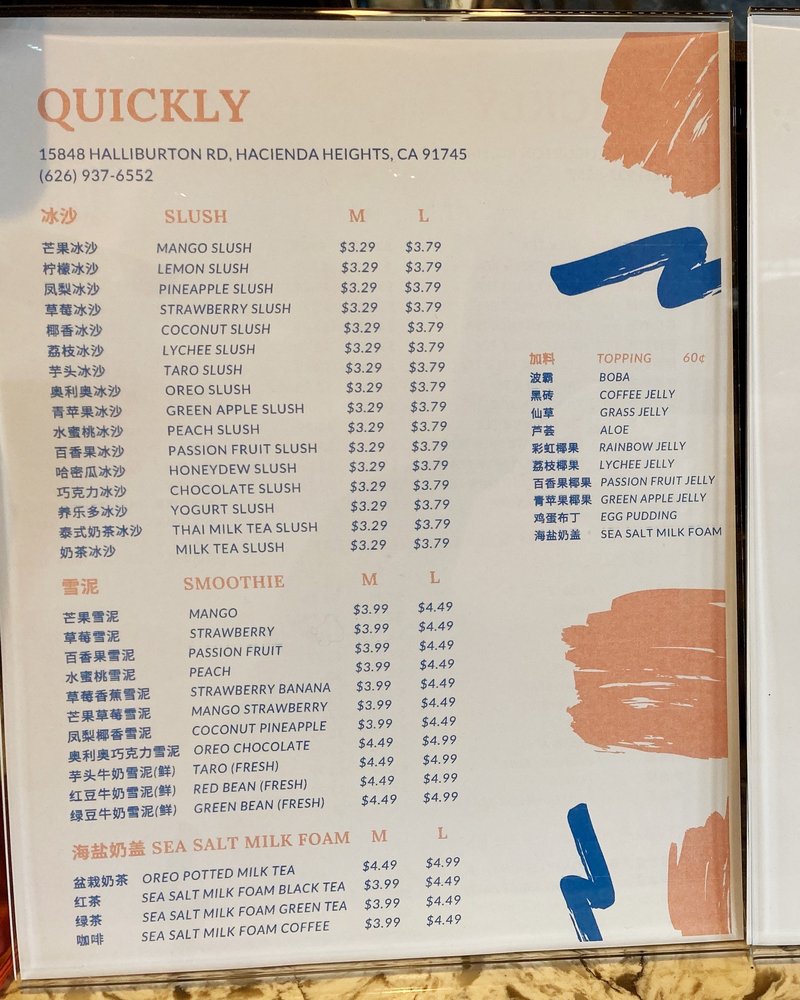 QUICKLY
15848 HALLIBURTON RD, HACIENDA HEIGHTS, CA 91745
(626) 937-6552
冰沙 SLUSH M L
芒果冰沙 MANGO SLUSH $3.29 $3.79
柠檬冰沙 LEMON SLUSH $3.29 $3.79
凤梨冰沙 PINEAPPLE SLUSH $3.29 $3.79
草莓冰沙 STRAWBERRY SLUSH $3.29 $3.79
椰香冰沙 COCONUT SLUSH $3.29 $3.79
荔枝冰沙 LYCHEE SLUSH $3.29 $3.79
芋头冰沙 TARO SLUSH $3.29 $3.79
奥利奥冰沙 OREO SLUSH $3.29 $3.79
青苹果冰沙 GREEN APPLE SLUSH $3.29 $3.79
水蜜桃冰沙 PEACH SLUSH $3.29 $3.79
百香果冰沙 PASSION FRUIT SLUSH $3.29 $3.79
哈密瓜冰沙 HONEYDEW SLUSH $3.29 $3.79
巧克力冰沙 CHOCOLATE SLUSH $3.29 $3.79
养乐多冰沙 YOGURT SLUSH $3.29 $3.79
泰式奶茶冰沙 THAI MILK TEA SLUSH $3.29 $3.79
奶茶冰沙 MILK TEA SLUSH $3.29 $3.79
雪泥 SMOOTHIE M L
芒果雪泥 MANGO $3.99 $4.49
草莓雪泥 STRAWBERRY $3.99 $4.49
百香果雪泥 PASSION FRUIT $3.99 $4.49
水蜜桃雪泥 PEACH $3.99 $4.49
草莓香蕉雪泥 STRAWBERRY BANANA $3.99 $4.49
芒果草莓雪泥 MANGO STRAWBERRY $3.99 $4.49
凤梨椰香雪泥 COCONUT PINEAPPLE $3.99 $4.49
奥利奥巧克力雪泥 OREO CHOCOLATE $4.49 $4.99
芋头牛奶雪泥(鲜) TARO (FRESH) $4.49 $4.99
红豆牛奶雪泥(鲜) RED BEAN (FRESH) $4.49 $4.99
绿豆牛奶雪泥(鲜) GREEN BEAN (FRESH) $4.49 $4.99
海盐奶盖 SEA SALT MILK FOAM M L
盆栽奶茶 OREO POTTED MILK TEA $4.49 $4.99
红茶 SEA SALT MILK FOAM BLACK TEA $3.99 $4.49
绿茶 SEA SALT MILK FOAM GREEN TEA $3.99 $4.49
咖啡 SEA SALT MILK FOAM COFFEE $3.99 $4.49
加料 TOPPING 60¢
波霸 BOBA
黑砖 COFFEE JELLY
仙草 GRASS JELLY
芦荟 ALOE
彩虹椰果 RAINBOW JELLY
荔枝椰果 LYCHEE JELLY
百香果椰果 PASSION FRUIT JELLY
青苹果椰果 GREEN APPLE JELLY
鸡蛋布丁 EGG PUDDING
海盐奶盖 SEA SALT MILK FOAM